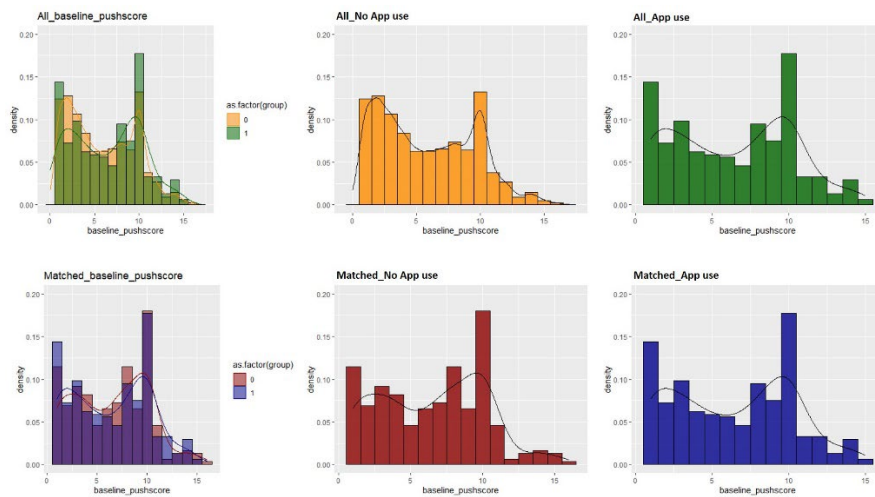 All_baseline_pushscore
All_No App use
All_App use
0.20
0.15
0.10
0.05
0.00
density
0
5
10
15
baseline_pushscore
as.factor(group)
0
1
0.20
0.15
0.10
0.05
0.00
density
0
5
10
15
baseline_pushscore
0.20
0.15
0.10
0.05
0.00
density
5
10
15
baseline_pushscore
Matched_baseline_pushscore
Matched_No App use
Matched_App use
0.20
0.15
0.10
0.05
0.00
density
0
5
10
15
baseline_pushscore
as.factor(group)
0
1
0.20
0.15
0.10
0.05
0.00
density
5
10
15
baseline_pushscore
0.20
0.15
0.10
0.05
0.00
density
5
10
15
baseline_pushscore